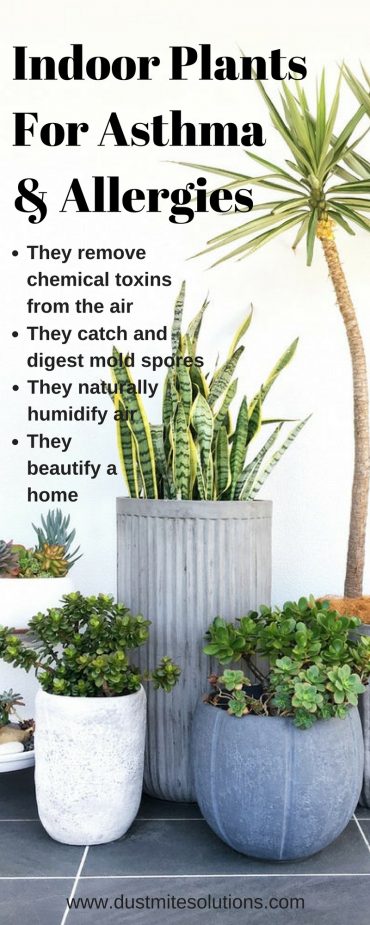 Indoor Plants
For Asthma
& Allergies
• They remove
chemical toxins
from the air
• They catch and
digest mold spores
• They naturally
humidify air
• They
beautify a
home
www.dustmitesolutions.com